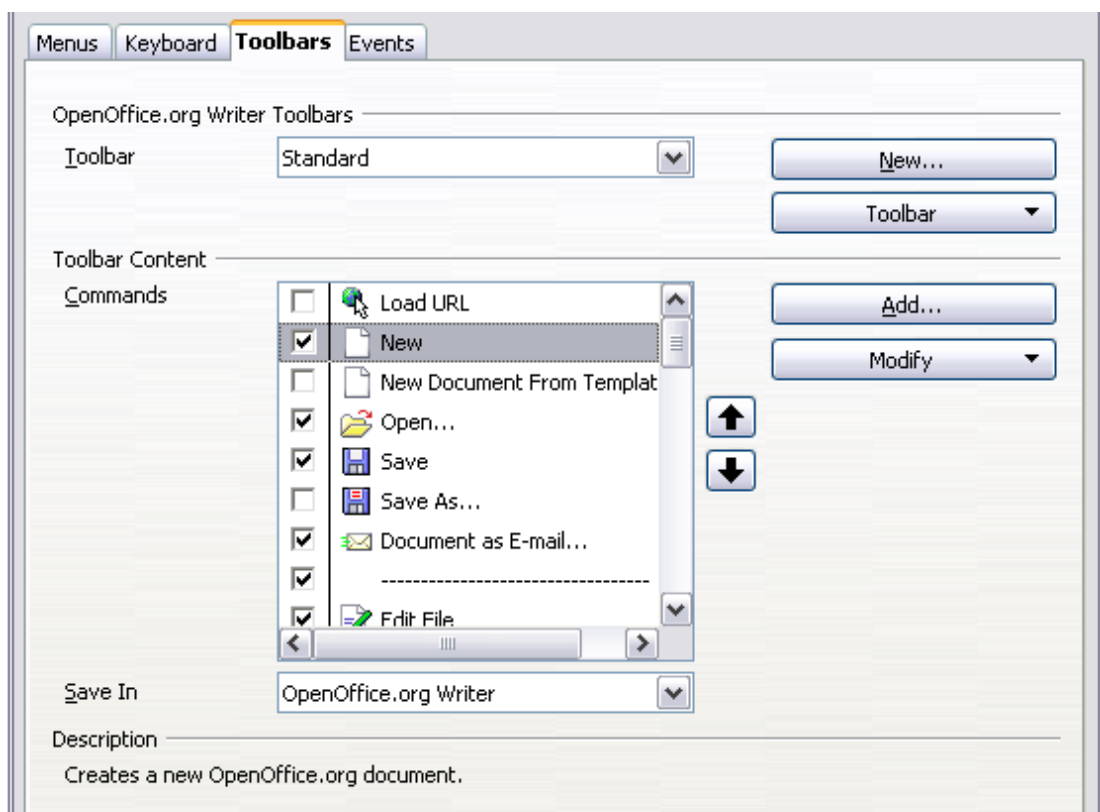 Menus Keyboard Toolbars Events
OpenOffice.org Writer Toolbars
Toolbar Standard New...
Toolbar
Toolbar Content
Commands Load URL Add...
New
Modify
New Document From Templat
Open...
Save
Save As...
Document as E-mail...
---------------------------------
Edit File
Save In OpenOffice.org Writer
Description
Creates a new OpenOffice.org document.